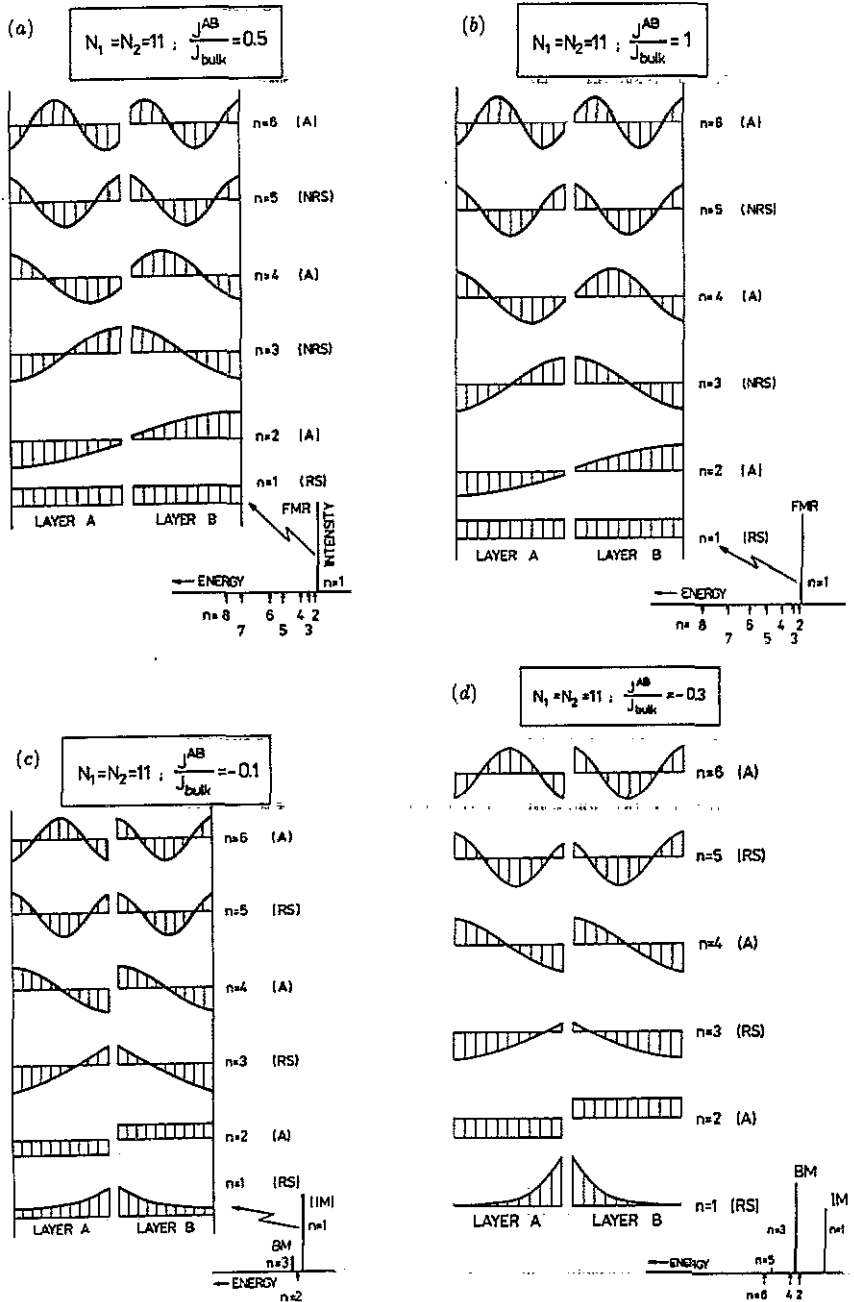 (a)
N₁ =N₂=11 ; J^AB / J_bulk =0.5
n=6 (A)
n=5 (NRS)
n=4 (A)
n=3 (NRS)
n=2 (A)
n=1 (RS)
LAYER A LAYER B
FMR
INTENSITY
n=1
←ENERGY
n= 8 6 4 2
7 5 3
(b)
N₁ =N₂=11 ; J^AB / J_bulk =1
n=6 (A)
n=5 (NRS)
n=4 (A)
n=3 (NRS)
n=2 (A)
n=1 (RS)
LAYER A LAYER B
FMR
n=1
←ENERGY
n= 8 6 4 2
7 5 3
(c)
N₁ =N₂=11 ; J^AB / J_bulk =-0.1
n=6 (A)
n=5 (RS)
n=4 (A)
n=3 (RS)
n=2 (A)
n=1 (RS)
LAYER A LAYER B
(IM)
n=1
BM
n=3
←ENERGY
n=2
(d)
N₁ =N₂ =11 ; J^AB / J_bulk =-0.3
n=6 (A)
n=5 (RS)
n=4 (A)
n=3 (RS)
n=2 (A)
n=1 (RS)
LAYER A LAYER B
BM
IM
n=3
n=1
n=5
←ENERGY
n=6 4 2